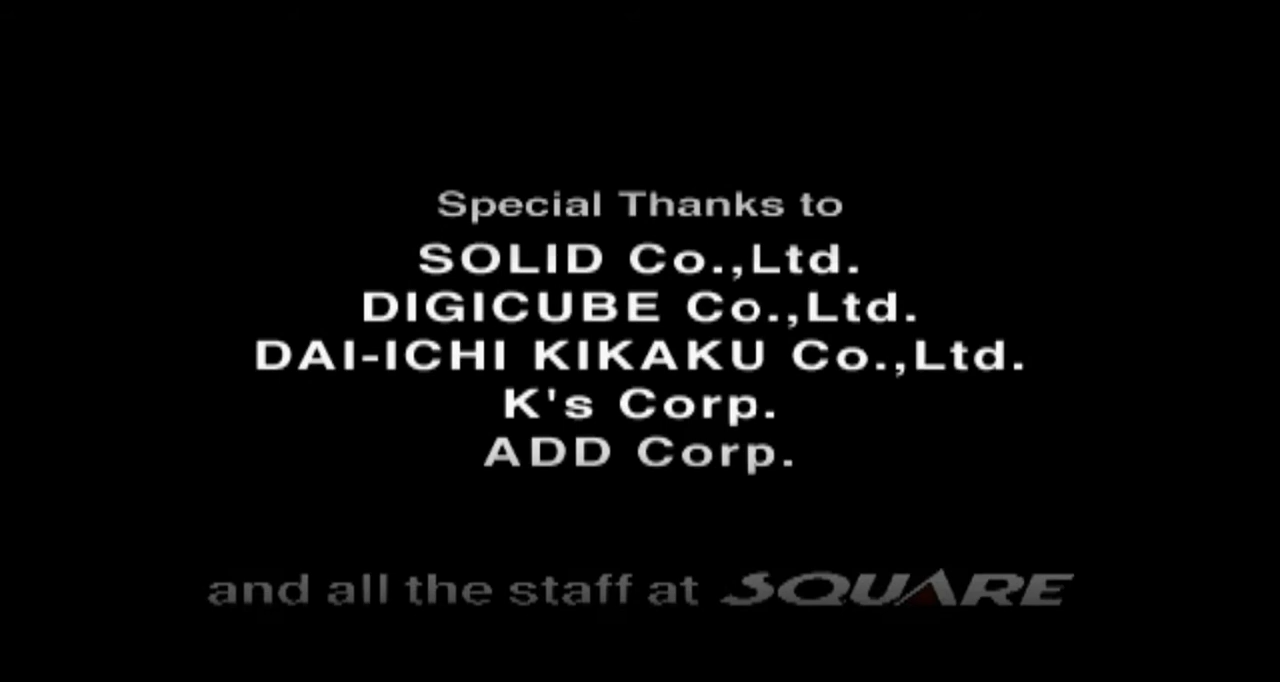 Special Thanks to
SOLID Co.,Ltd.
DIGICUBE Co.,Ltd.
DAI-ICHI KIKAKU Co.,Ltd.
K's Corp.
ADD Corp.
and all the staff at SQUARE